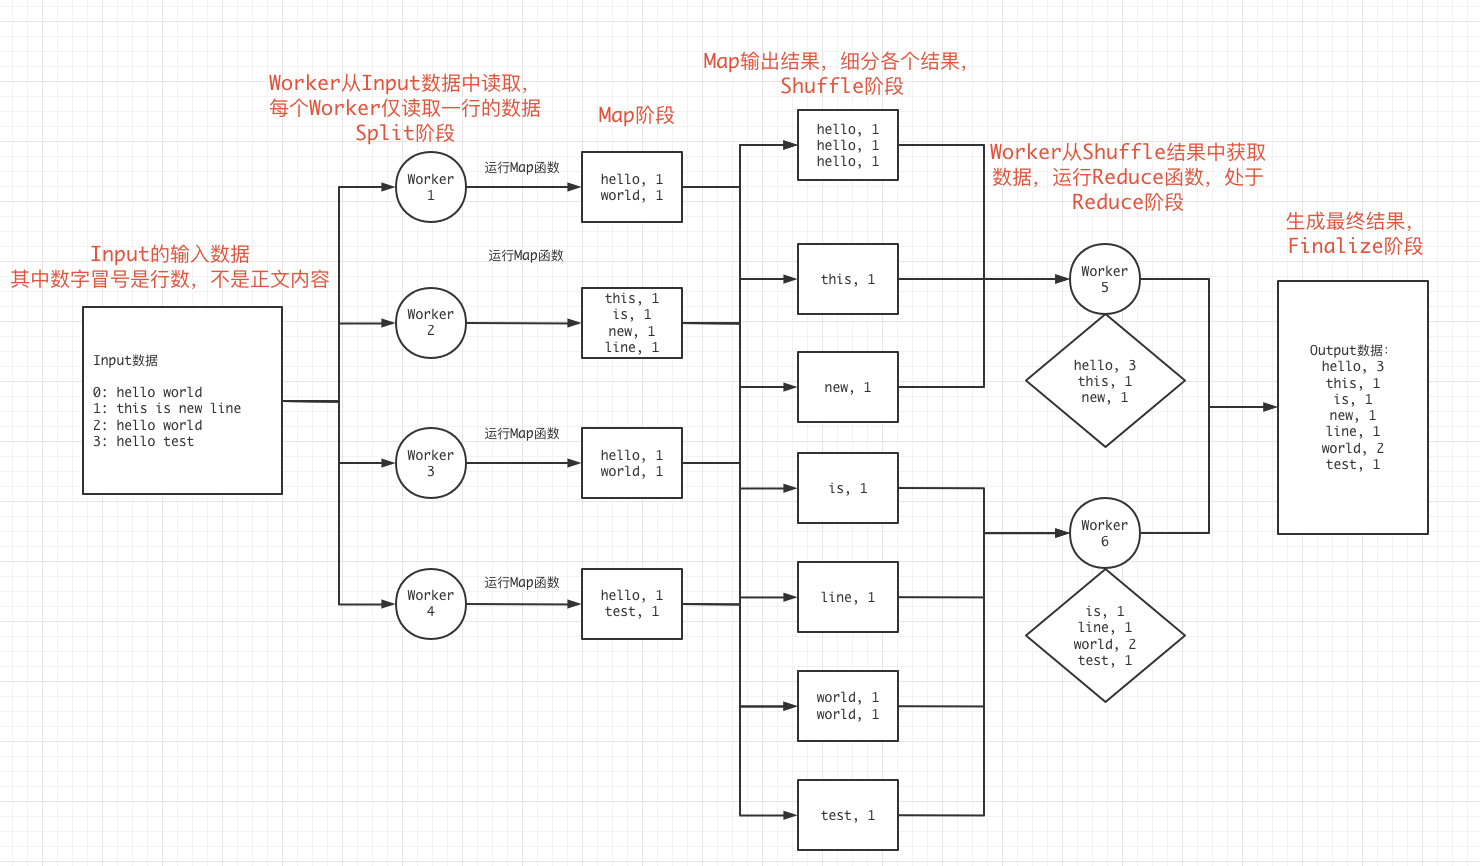 Input的输入数据
其中数字冒号是行数，不是正文内容
Input数据
0: hello world
1: this is new line
2: hello world
3: hello test
Worker从Input数据中读取，
每个Worker仅读取一行的数据
Split阶段
Worker
1
Worker
2
Worker
3
Worker
4
运行Map函数
运行Map函数
运行Map函数
运行Map函数
Map阶段
hello, 1
world, 1
this, 1
is, 1
new, 1
line, 1
hello, 1
world, 1
hello, 1
test, 1
Map输出结果，细分各个结果，
Shuffle阶段
hello, 1
hello, 1
hello, 1
this, 1
new, 1
is, 1
line, 1
world, 1
world, 1
test, 1
Worker从Shuffle结果中获取
数据，运行Reduce函数，处于
Reduce阶段
Worker
5
hello, 3
this, 1
new, 1
Worker
6
is, 1
line, 1
world, 2
test, 1
生成最终结果，
Finalize阶段
Output数据：
hello, 3
this, 1
is, 1
new, 1
line, 1
world, 2
test, 1